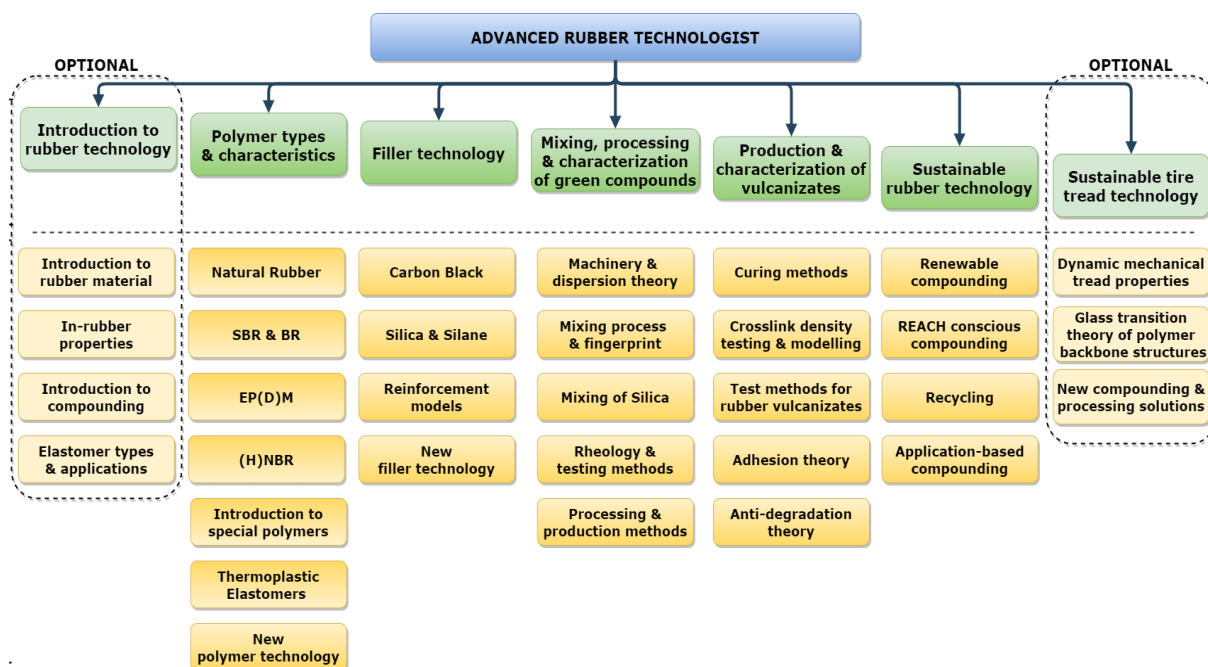 ADVANCED RUBBER TECHNOLOGIST
OPTIONAL
OPTIONAL
Introduction to
rubber technology
Polymer types
& characteristics
Filler technology
Mixing, processing
& characterization
of green compounds
Production &
characterization of
vulcanizates
Sustainable
rubber technology
Sustainable tire
tread technology
Introduction to
rubber material
In-rubber
properties
Introduction to
compounding
Elastomer types
& applications
Natural Rubber
SBR & BR
EP(D)M
(H)NBR
Introduction to
special polymers
Thermoplastic
Elastomers
New
polymer technology
Carbon Black
Silica & Silane
Reinforcement
models
New
filler technology
Machinery &
dispersion theory
Mixing process
& fingerprint
Mixing of Silica
Rheology &
testing methods
Processing &
production methods
Curing methods
Crosslink density
testing & modelling
Test methods for
rubber vulcanizates
Adhesion theory
Anti-degradation
theory
Renewable
compounding
REACH conscious
compounding
Recycling
Application-based
compounding
Dynamic mechanical
tread properties
Glass transition
theory of polymer
backbone structures
New compounding &
processing solutions